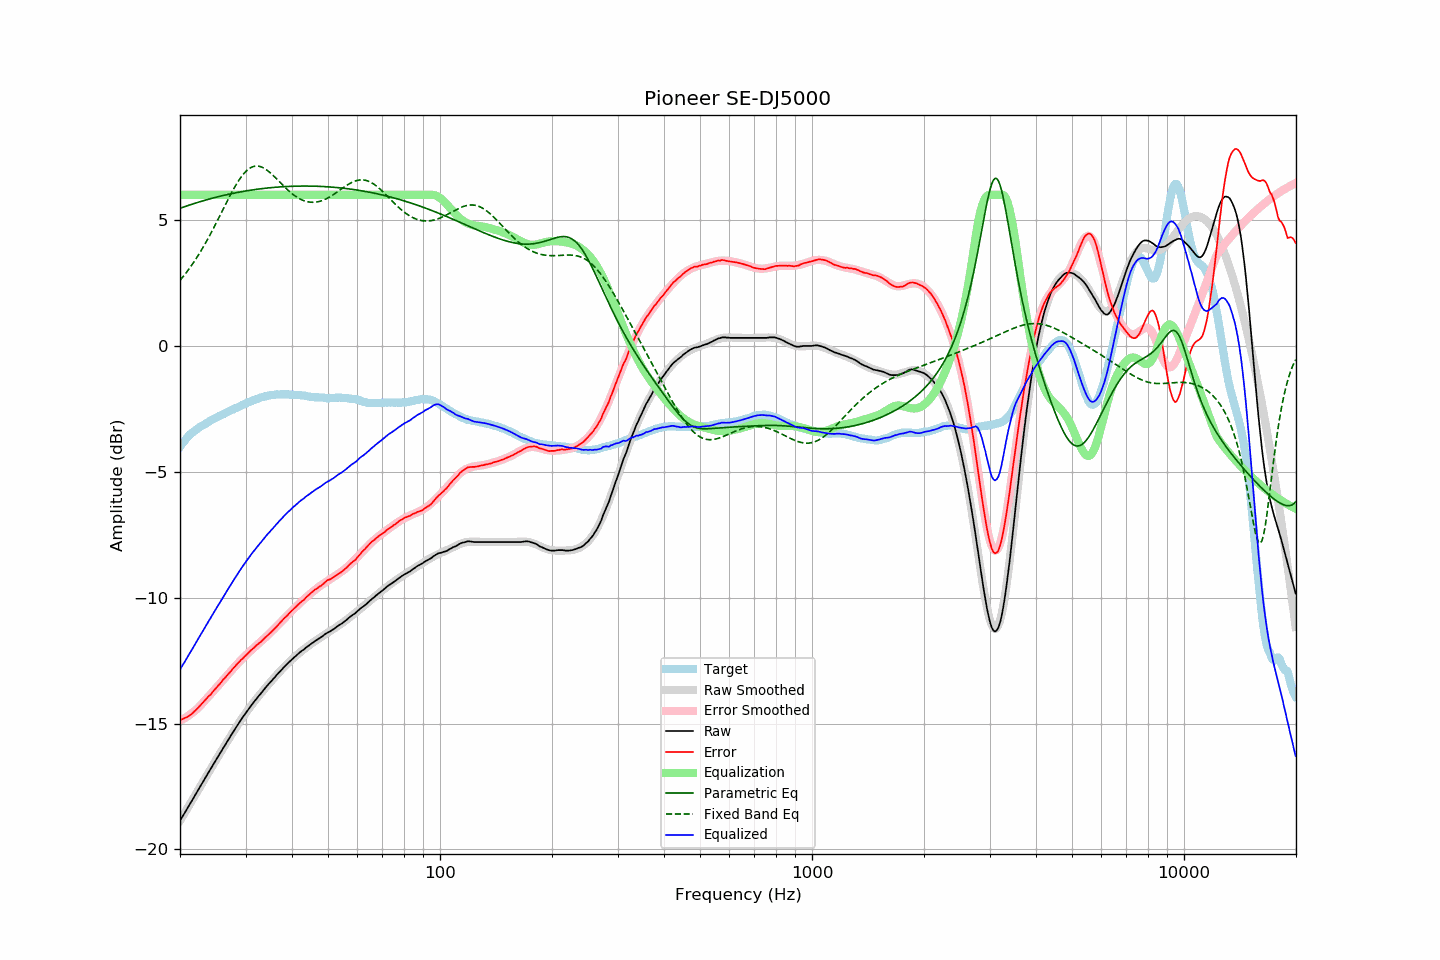 Pioneer SE-DJ5000
Amplitude (dBr)
5
0
−5
−10
−15
−20
Target
Raw Smoothed
Error Smoothed
Raw
Error
Equalization
Parametric Eq
Fixed Band Eq
Equalized
100
1000
10000
Frequency (Hz)